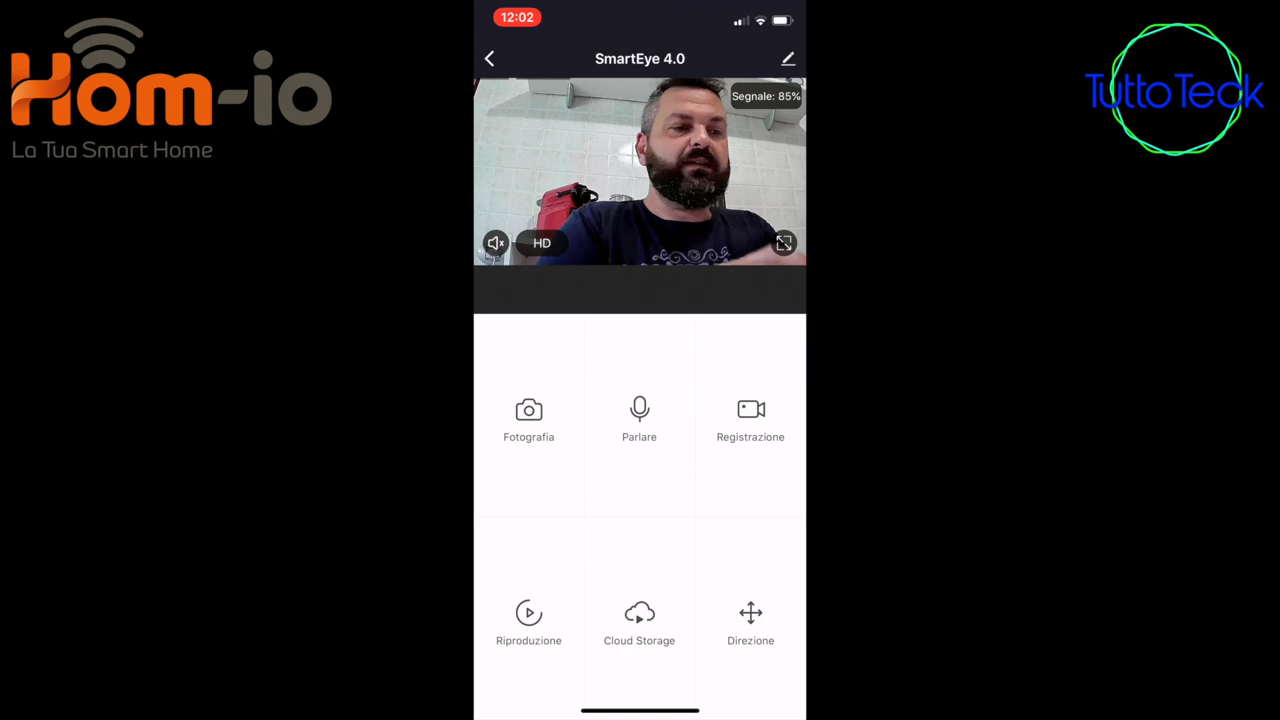 Hom-io
La Tua Smart Home
12:02
SmartEye 4.0
Segnale: 85%
HD
Fotografia
Parlare
Registrazione
Riproduzione
Cloud Storage
Direzione
TuttoTeck